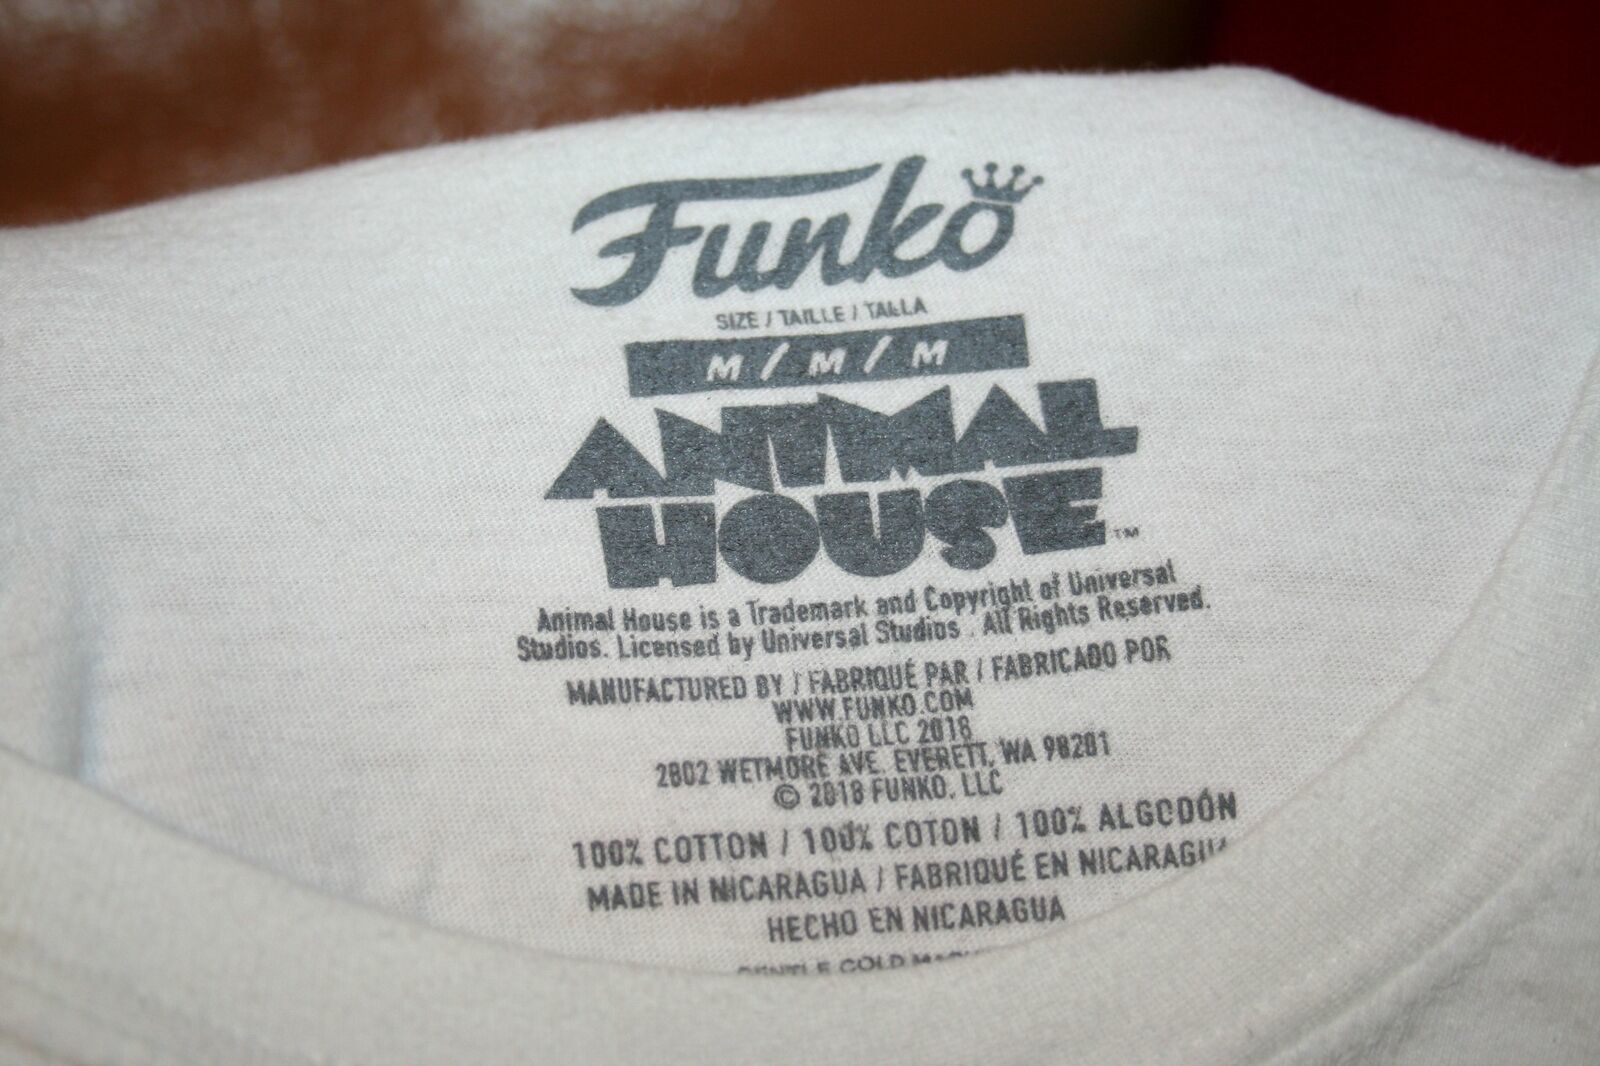 Funko
SIZE / TAILLE / TALLA
M / M / M
ANIMAL
HOUSE™
Animal House is a Trademark and Copyright of Universal
Studios. Licensed by Universal Studios . All Rights Reserved.
MANUFACTURED BY / FABRIQUÉ PAR / FABRICADO POR
WWW.FUNKO.COM
FUNKO LLC 2018
2802 WETMORE AVE. EVERETT, WA 98201
© 2018 FUNKO, LLC
100% COTTON / 100% COTON / 100% ALGODÓN
MADE IN NICARAGUA / FABRIQUÉ EN NICARAGUA
HECHO EN NICARAGUA
GENTLE COLD